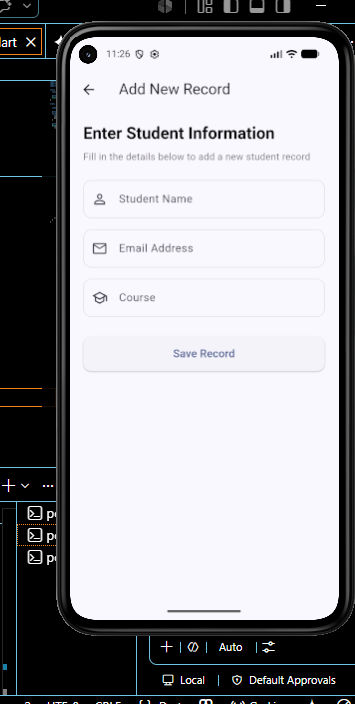 11:26
Add New Record
Enter Student Information
Fill in the details below to add a new student record
Student Name
Email Address
Course
Save Record
Auto
Local
Default Approvals